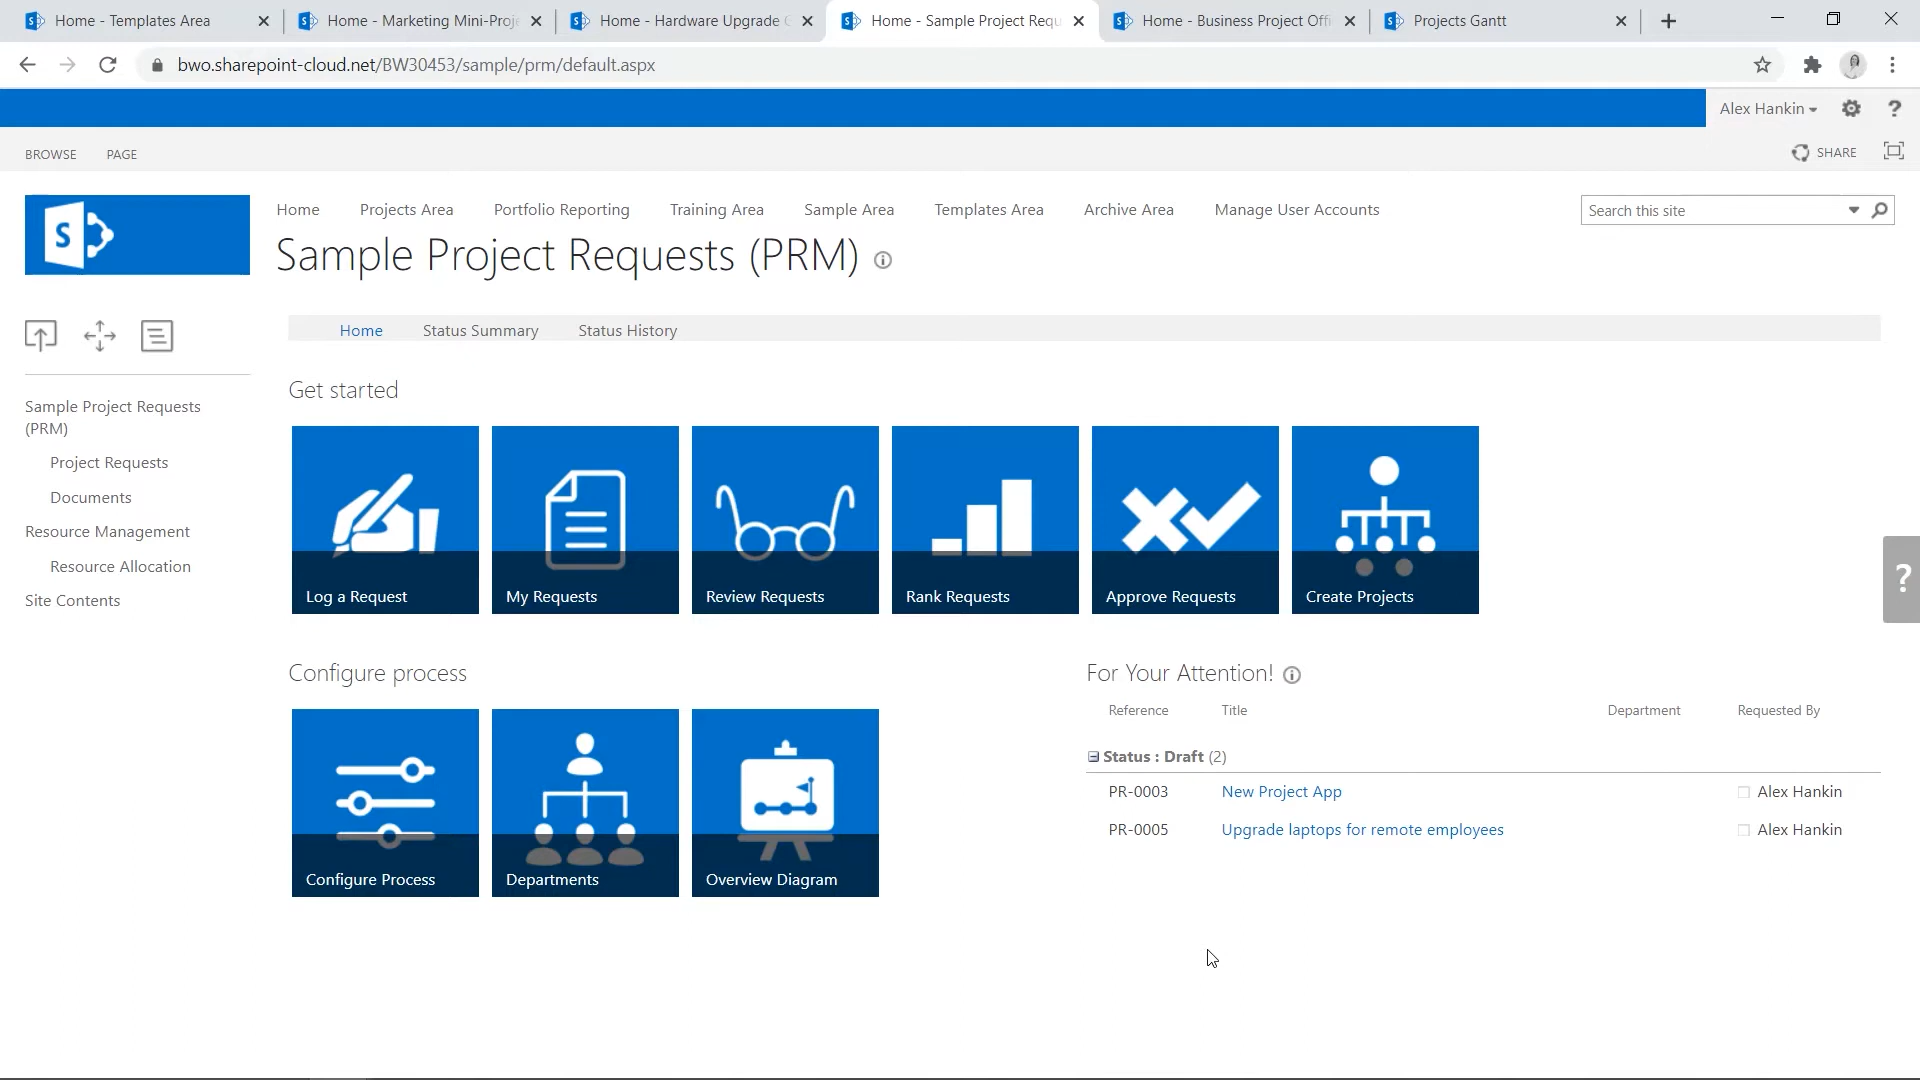 Home - Templates Area
Home - Marketing Mini-Proje
Home - Hardware Upgrade
Home - Sample Project Requ
Home - Business Project Offi
Projects Gantt
bwo.sharepoint-cloud.net/BW30453/sample/prm/default.aspx
Alex Hankin
?
BROWSE
PAGE
SHARE
S
Home
Projects Area
Portfolio Reporting
Training Area
Sample Area
Templates Area
Archive Area
Manage User Accounts
Search this site
Sample Project Requests (PRM)
Home
Status Summary
Status History
Sample Project Requests
(PRM)
Project Requests
Documents
Resource Management
Resource Allocation
Site Contents
Get started
Log a Request
My Requests
Review Requests
Rank Requests
Approve Requests
Create Projects
?
Configure process
Configure Process
Departments
Overview Diagram
For Your Attention!
Reference
Title
Department
Requested By
Status : Draft (2)
PR-0003
New Project App
Alex Hankin
PR-0005
Upgrade laptops for remote employees
Alex Hankin